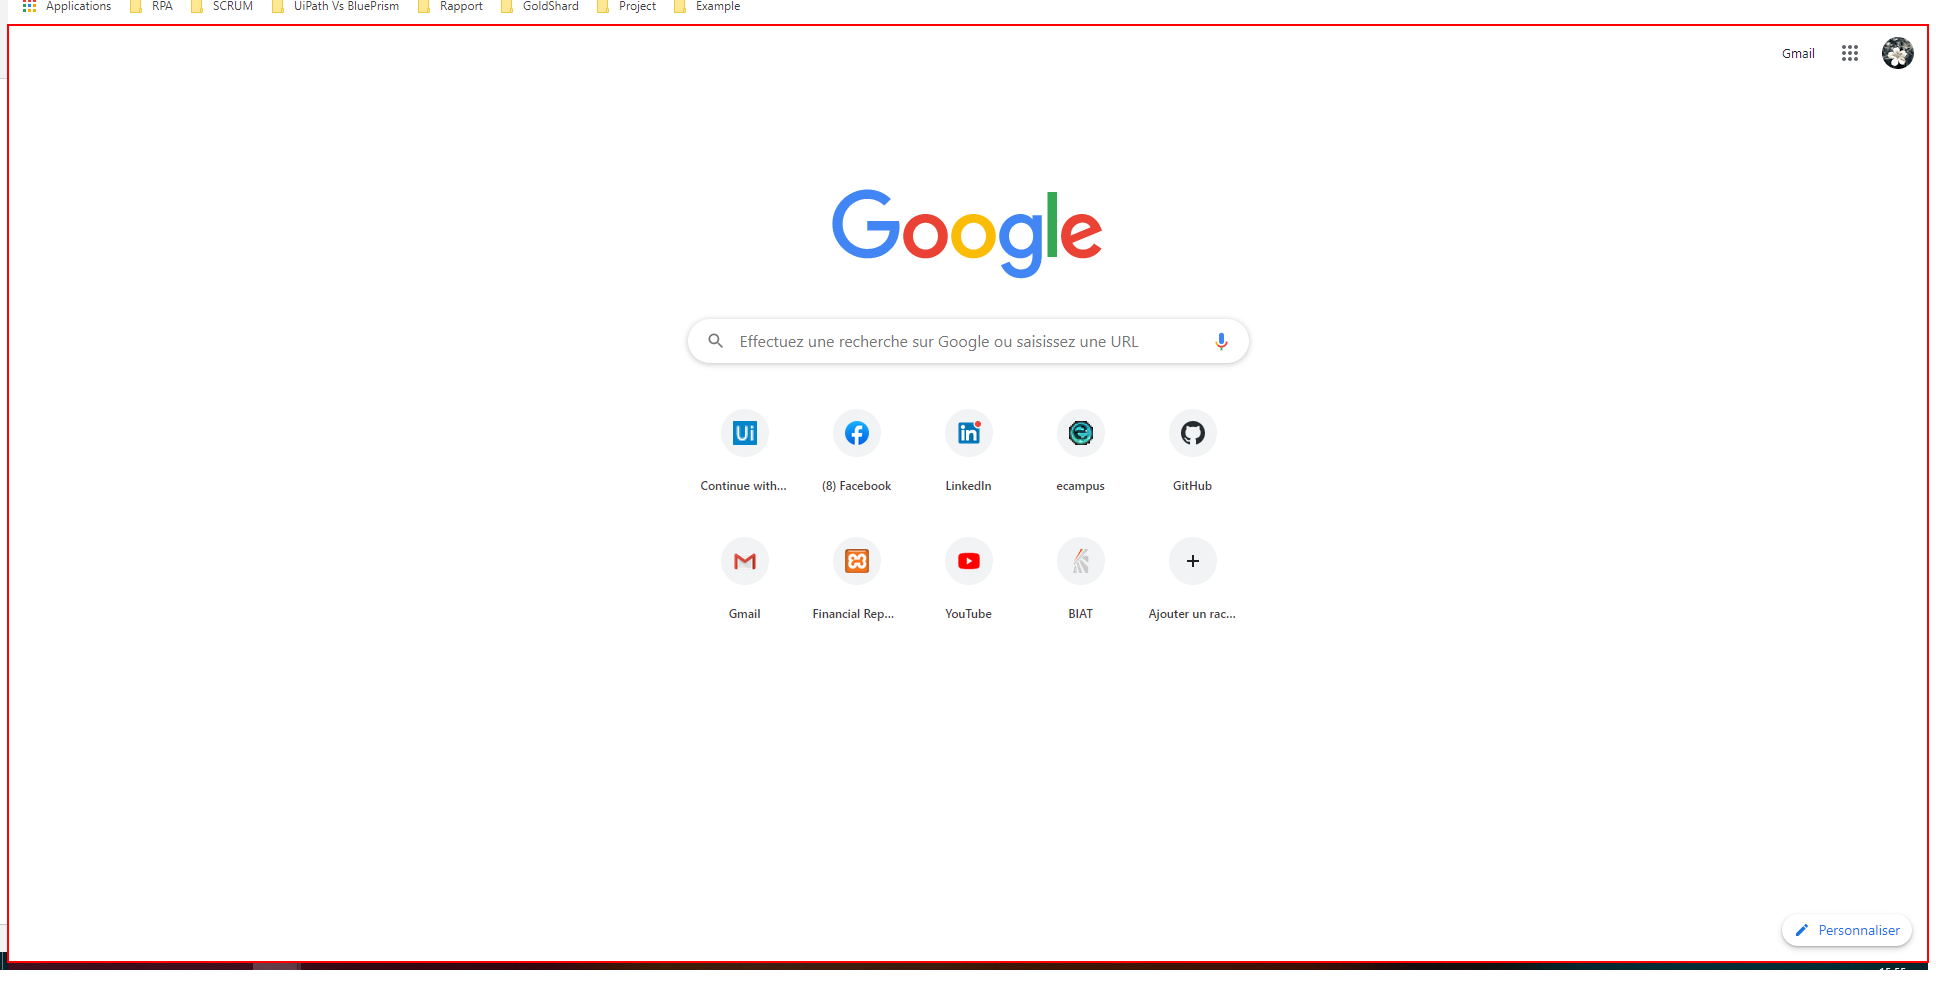 Applications RPA SCRUM UiPath Vs BluePrism Rapport GoldShard Project Example
Gmail
Google
Effectuez une recherche sur Google ou saisissez une URL
Ui
in
Continue with... (8) Facebook LinkedIn ecampus GitHub
Gmail Financial Rep... YouTube BIAT Ajouter un rac...
Personnaliser